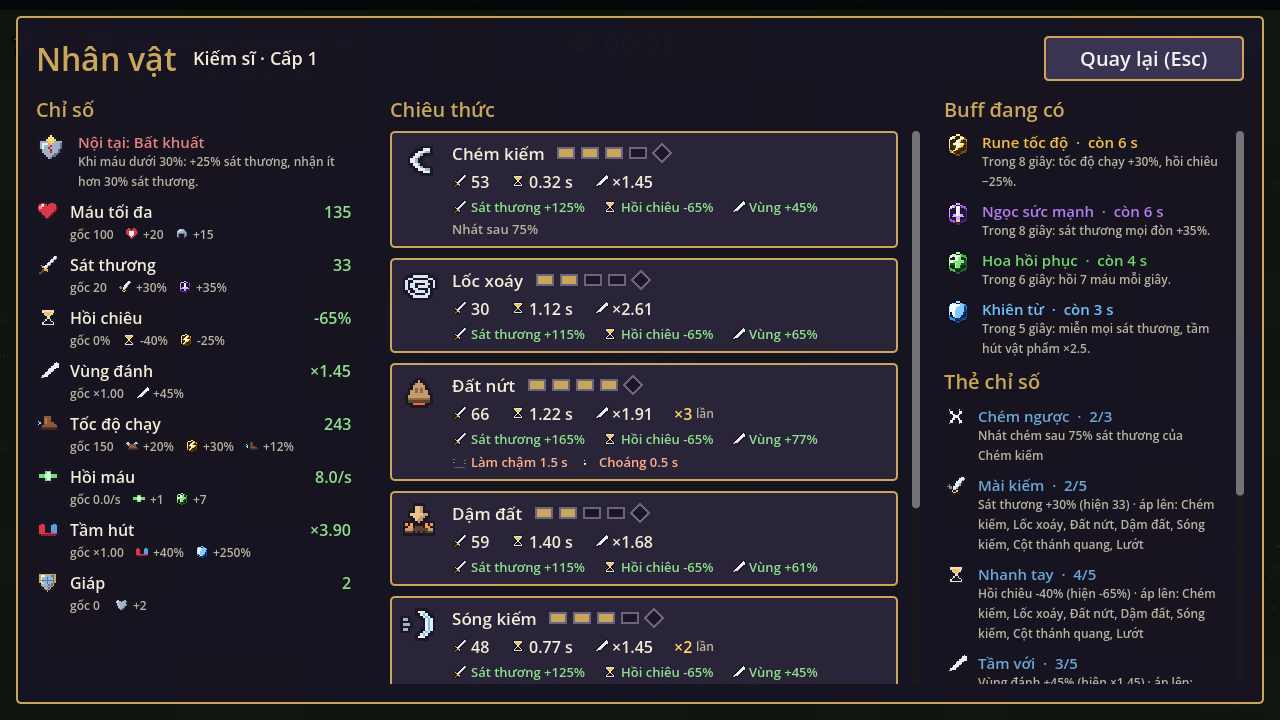 Nhân vật
Kiếm sĩ · Cấp 1
Quay lại (Esc)
Chỉ số
Nội tại: Bất khuất
Khi máu dưới 30%: +25% sát thương, nhận ít
hơn 30% sát thương.
Máu tối đa 135
gốc 100 +20 +15
Sát thương 33
gốc 20 +30% +35%
Hồi chiêu -65%
gốc 0% -40% -25%
Vùng đánh ×1.45
gốc ×1.00 +45%
Tốc độ chạy 243
gốc 150 +20% +30% +12%
Hồi máu 8.0/s
gốc 0.0/s +1 +7
Tầm hút ×3.90
gốc ×1.00 +40% +250%
Giáp 2
gốc 0 +2
Chiêu thức
Chém kiếm
53 0.32 s ×1.45
Sát thương +125% Hồi chiêu -65% Vùng +45%
Nhát sau 75%
Lốc xoáy
30 1.12 s ×2.61
Sát thương +115% Hồi chiêu -65% Vùng +65%
Đất nứt
66 1.22 s ×1.91 ×3 lần
Sát thương +165% Hồi chiêu -65% Vùng +77%
Làm chậm 1.5 s Choáng 0.5 s
Dậm đất
59 1.40 s ×1.68
Sát thương +115% Hồi chiêu -65% Vùng +61%
Sóng kiếm
48 0.77 s ×1.45 ×2 lần
Sát thương +125% Hồi chiêu -65% Vùng +45%
Buff đang có
Rune tốc độ · còn 6 s
Trong 8 giây: tốc độ chạy +30%, hồi chiêu
−25%.
Ngọc sức mạnh · còn 6 s
Trong 8 giây: sát thương mọi đòn +35%.
Hoa hồi phục · còn 4 s
Trong 6 giây: hồi 7 máu mỗi giây.
Khiên từ · còn 3 s
Trong 5 giây: miễn mọi sát thương, tầm
hút vật phẩm ×2.5.
Thẻ chỉ số
Chém ngược · 2/3
Nhát chém sau 75% sát thương của
Chém kiếm
Mài kiếm · 2/5
Sát thương +30% (hiện 33) · áp lên: Chém
kiếm, Lốc xoáy, Đất nứt, Dậm đất, Sóng
kiếm, Cột thánh quang, Lướt
Nhanh tay · 4/5
Hồi chiêu -40% (hiện -65%) · áp lên: Chém
kiếm, Lốc xoáy, Đất nứt, Dậm đất, Sóng
kiếm, Cột thánh quang, Lướt
Tầm với · 3/5
Vùng đánh +45% (hiện ×1.45) · áp lên: